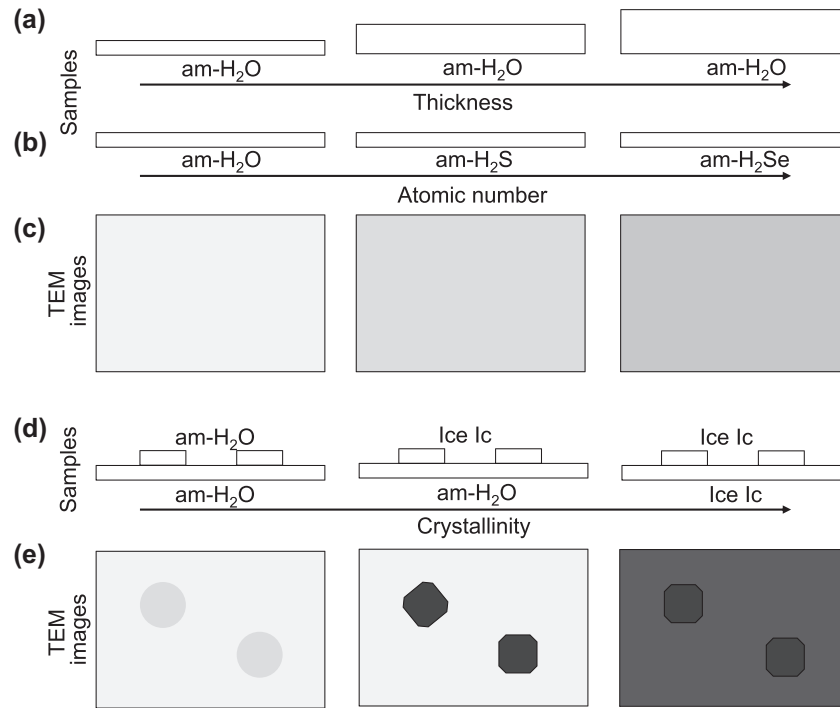 (a)
Samples
am-H₂O am-H₂O am-H₂O
Thickness
(b)
am-H₂O am-H₂S am-H₂Se
Atomic number
(c)
TEM
images
(d)
Samples
am-H₂O Ice Ic Ice Ic
am-H₂O am-H₂O Ice Ic
Crystallinity
(e)
TEM
images